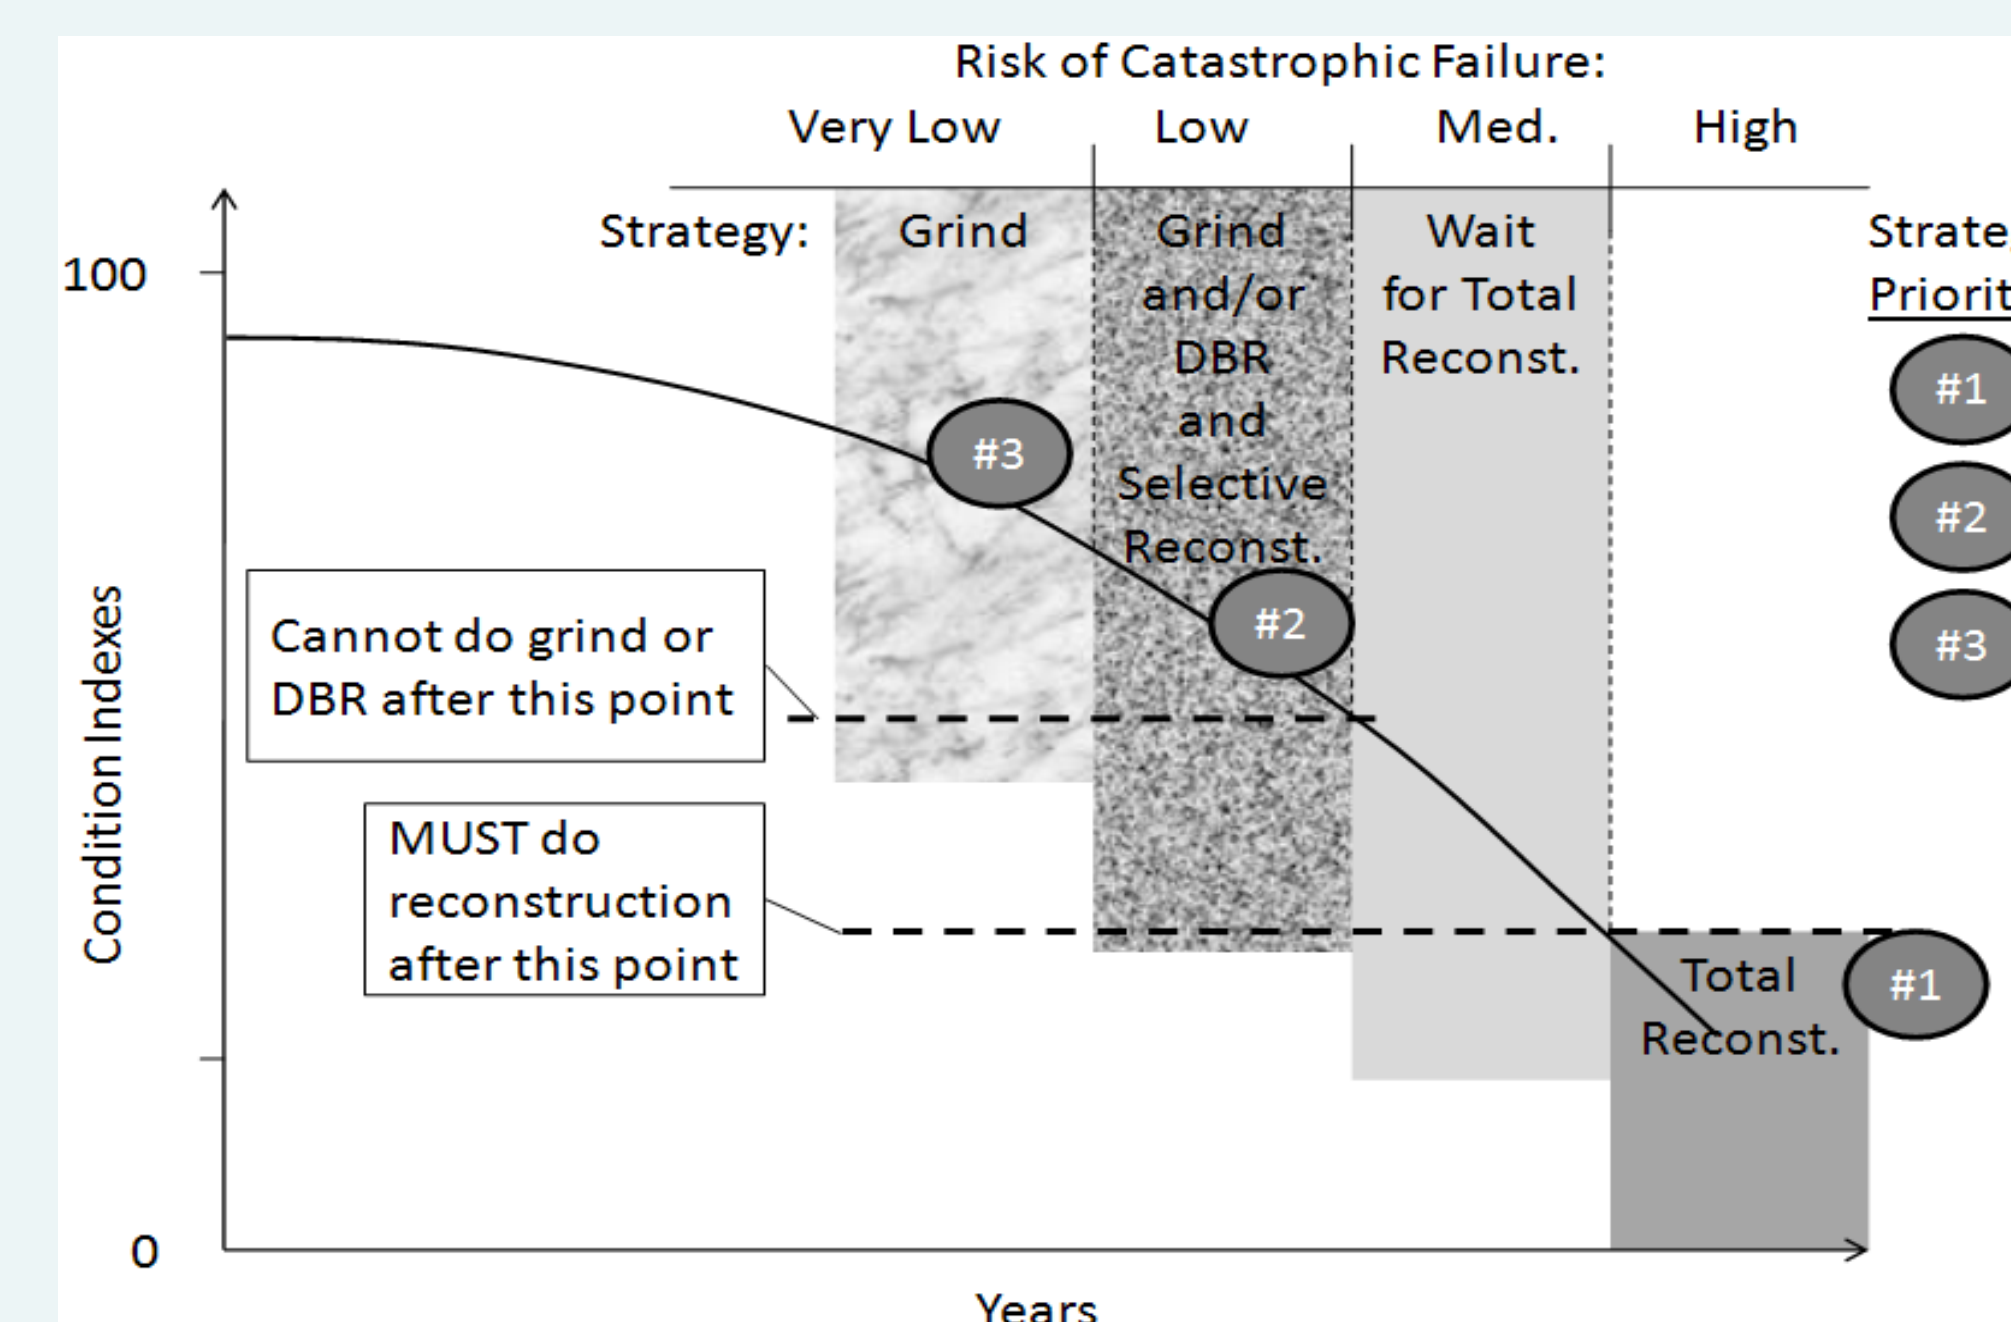 Risk of Catastrophic Failure:
Very Low
Low
Med.
High
Strategy:
Grind
Grind
and/or
DBR
and
Selective
Reconst.
Wait
for Total
Reconst.
100
#3
#2
Cannot do grind or
DBR after this point
MUST do
reconstruction
after this point
Condition Indexes
Total
Reconst.
#1
#1
#2
#3
0
Years